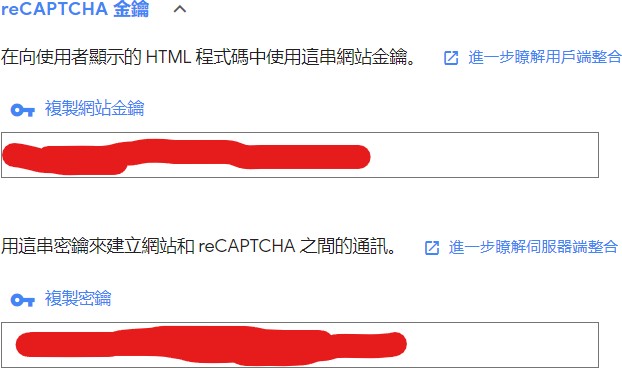 reCAPTCHA 金鑰
在向使用者顯示的 HTML 程式碼中使用這串網站金鑰。 進一步瞭解用戶端整合
複製網站金鑰
用這串密鑰來建立網站和 reCAPTCHA 之間的通訊。 進一步瞭解伺服器端整合
複製密鑰